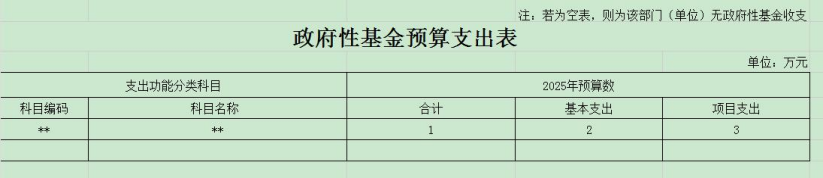 注：若为空表，则为该部门（单位）无政府性基金收支
政府性基金预算支出表
单位：万元
支出功能分类科目 2025年预算数
科目编码 科目名称 合计 基本支出 项目支出
** ** 1 2 3